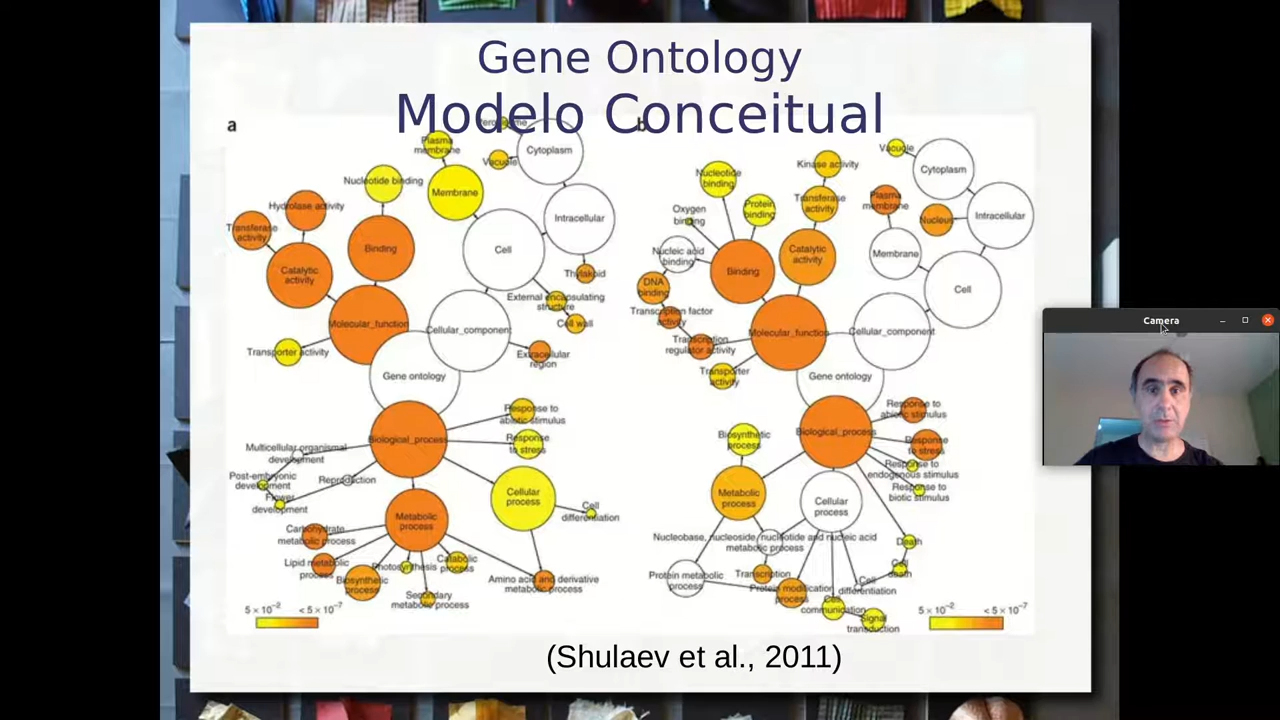 Gene Ontology
Modelo Conceitual
a
b
Plasma
membrane
Vacuole
Cytoplasm
Nucleotide binding
Membrane
Hydrolase activity
Transferase
activity
Intracellular
Binding
Cell
Catalytic
activity
Thylakoid
External encapsulating
structure
Cell wall
Molecular_function
Cellular_component
Transporter activity
Extracellular
region
Gene ontology
Response to
abiotic stimulus
Biological_process
Response
to stress
Multicellular organismal
development
Post-embryonic
development
Reproduction
Flower
development
Cellular
process
Cell
differentiation
Metabolic
process
Carbohydrate
metabolic process
Lipid metabolic
process
Photosynthesis
Catabolic
process
Biosynthetic
process
Secondary
metabolic process
Amino acid and derivative
metabolic process
5 × 10⁻²
< 5 × 10⁻⁷
Nucleotide
binding
Kinase activity
Vacuole
Cytoplasm
Protein
binding
Transferase
activity
Plasma
membrane
Oxygen
binding
Nucleus
Intracellular
Nucleic acid
binding
Catalytic
activity
Membrane
Binding
DNA
binding
Cell
Transcription factor
activity
Molecular_function
Cellular_component
Transcription
regulator activity
Transporter
activity
Gene ontology
Response to
abiotic stimulus
Biosynthetic
process
Biological_process
Response
to stress
Response to
endogenous stimulus
Response to
biotic stimulus
Metabolic
process
Cellular
process
Nucleobase, nucleoside, nucleotide and nucleic acid
metabolic process
Death
Cell
death
Protein metabolic
process
Transcription
Protein modification
process
Cell
differentiation
Cell
communication
Signal
transduction
5 × 10⁻²
< 5 × 10⁻⁷
(Shulaev et al., 2011)
Camera